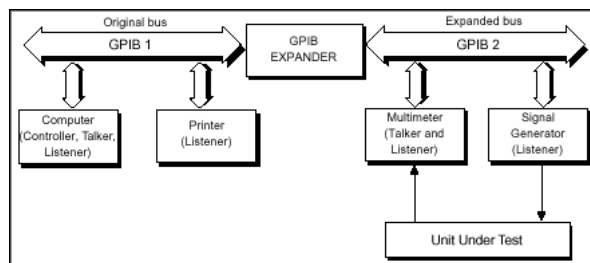 Original bus
GPIB 1
GPIB
EXPANDER
Expanded bus
GPIB 2
Computer
(Controller, Talker,
Listener)
Printer
(Listener)
Multimeter
(Talker and
Listener)
Signal
Generator
(Listener)
Unit Under Test